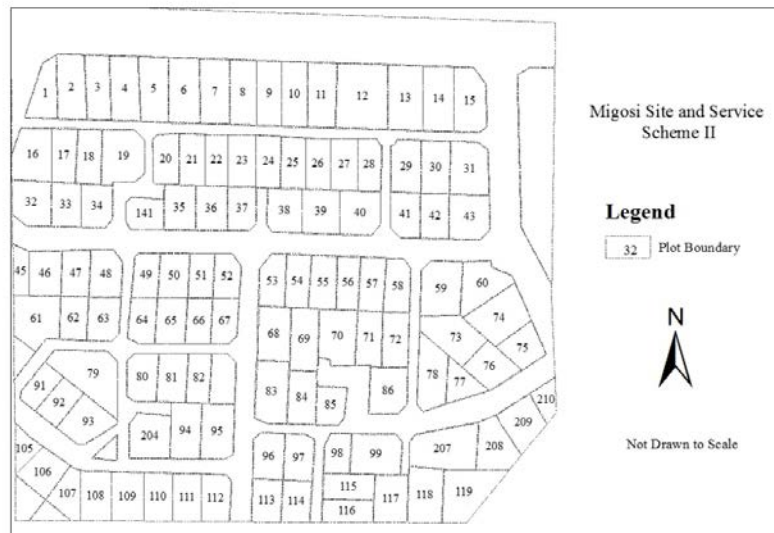 1 2 3 4 5 6 7 8 9 10 11 12 13 14 15
Migosi Site and Service
Scheme II
16 17 18 19 20 21 22 23 24 25 26 27 28 29 30 31
32 33 34 141 35 36 37 38 39 40 41 42 43
Legend
32 Plot Boundary
45 46 47 48 49 50 51 52 53 54 55 56 57 58 59 60
61 62 63 64 65 66 67 68 69 70 71 72 73 74 75
N
79 80 81 82 83 84 85 86 78 77 76
91 92 93 204 94 95
Not Drawn to Scale
96 97 98 99 207 208 209 210
105 106 107 108 109 110 111 112 113 114 115 116 117 118 119